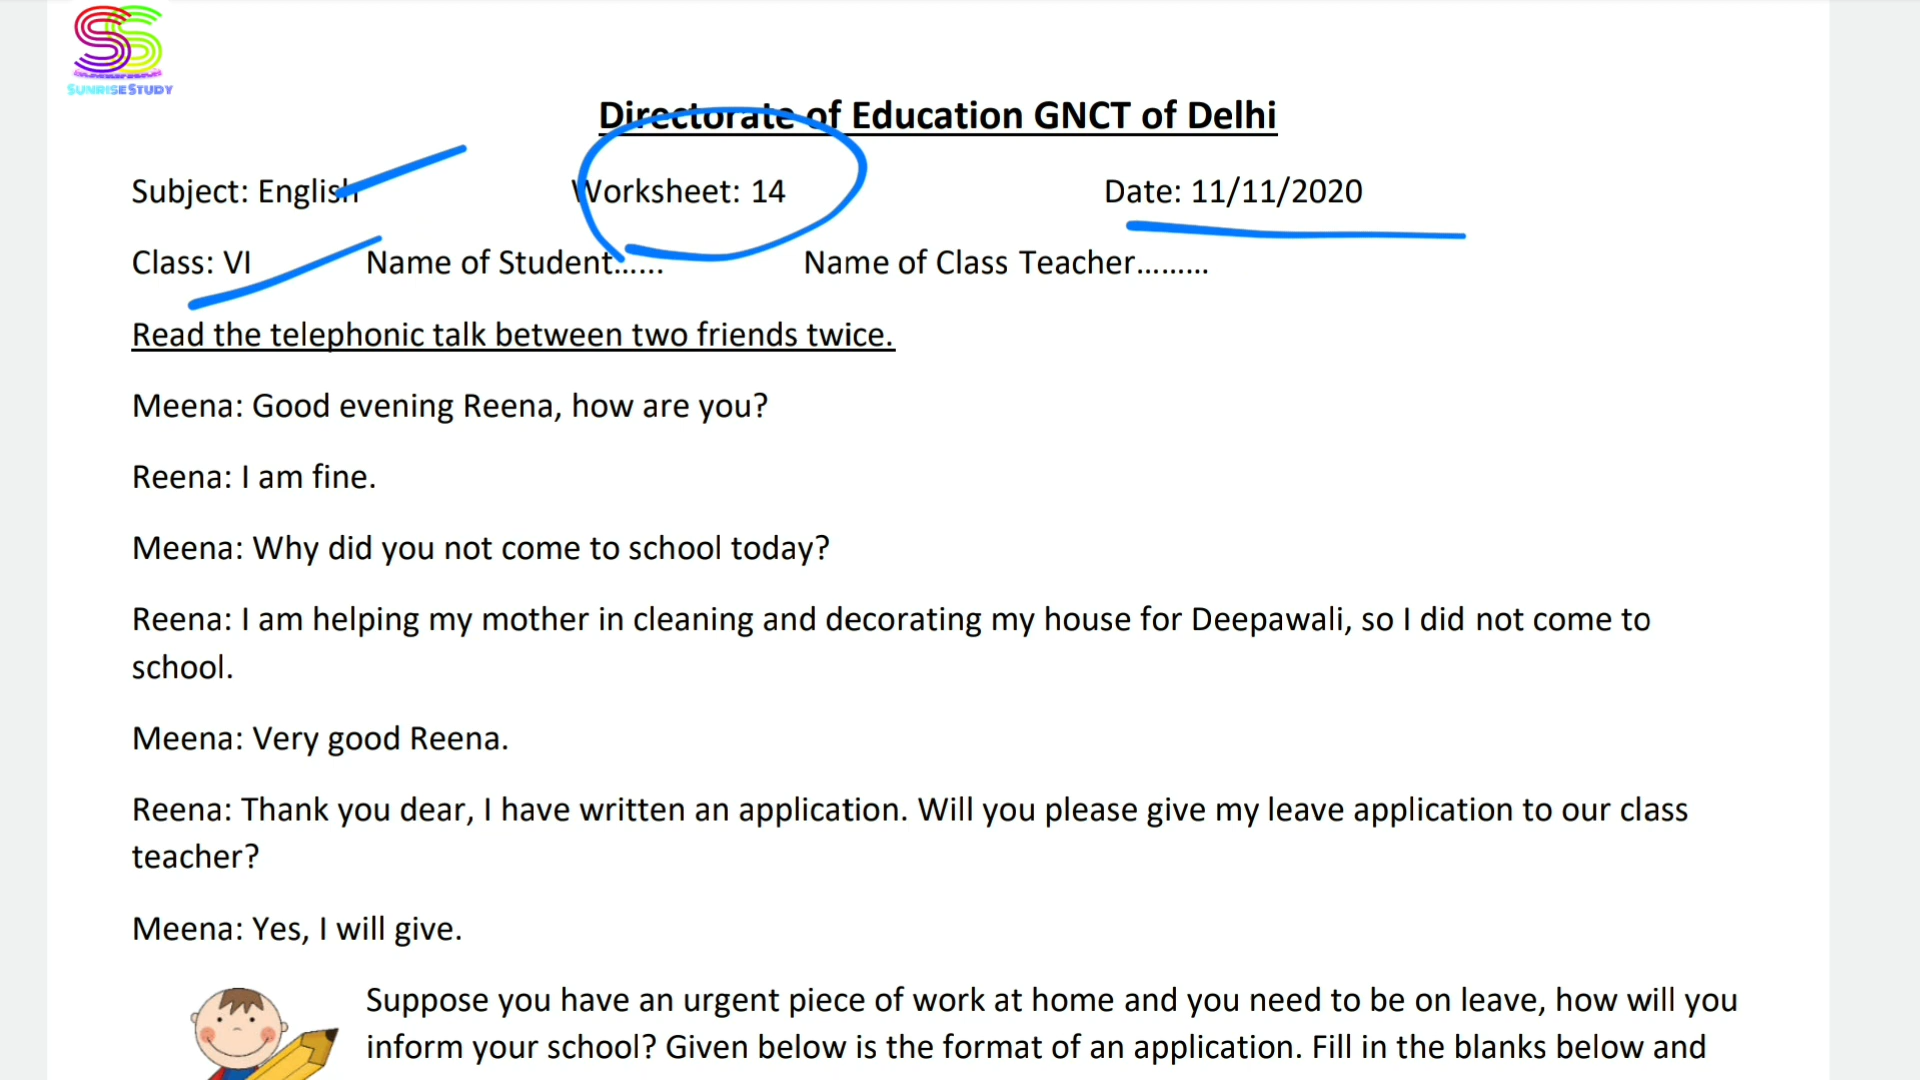 SS
SUNRISESTUDY
Directorate of Education GNCT of Delhi
Subject: English Worksheet: 14 Date: 11/11/2020
Class: VI Name of Student...... Name of Class Teacher.........
Read the telephonic talk between two friends twice.
Meena: Good evening Reena, how are you?
Reena: I am fine.
Meena: Why did you not come to school today?
Reena: I am helping my mother in cleaning and decorating my house for Deepawali, so I did not come to
school.
Meena: Very good Reena.
Reena: Thank you dear, I have written an application. Will you please give my leave application to our class
teacher?
Meena: Yes, I will give.
Suppose you have an urgent piece of work at home and you need to be on leave, how will you
inform your school? Given below is the format of an application. Fill in the blanks below and